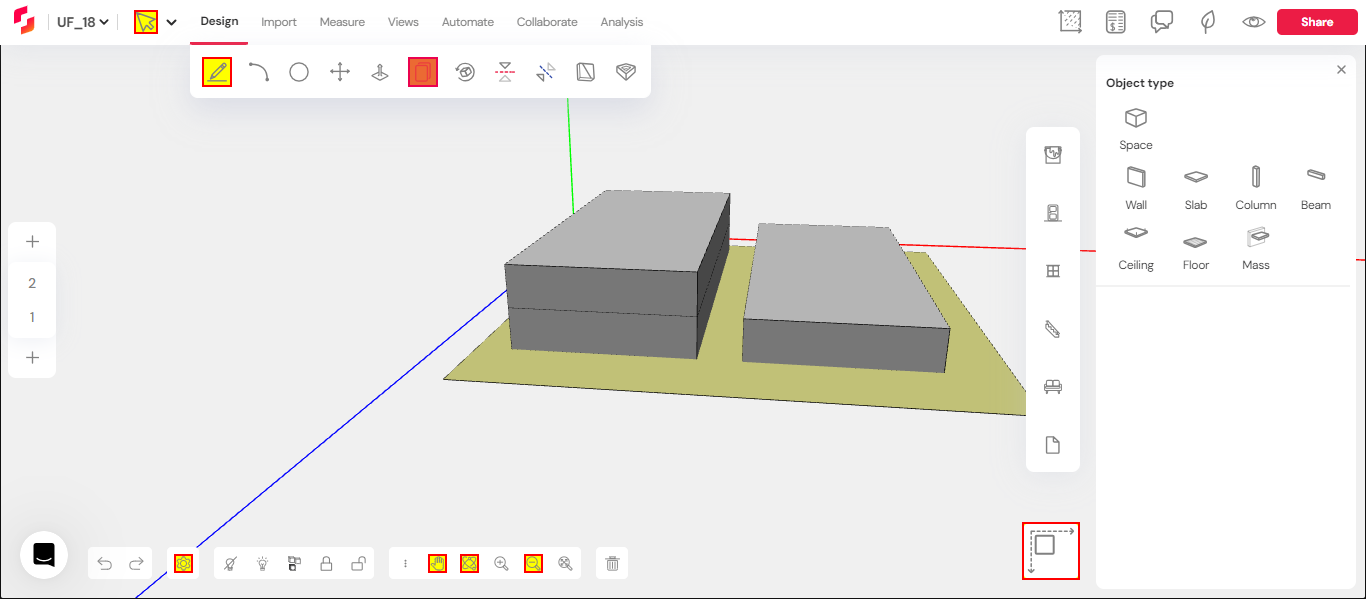 UF_18
Design Import Measure Views Automate Collaborate Analysis
Share
Object type
Space
Wall Slab Column Beam
Ceiling Floor Mass
2
1